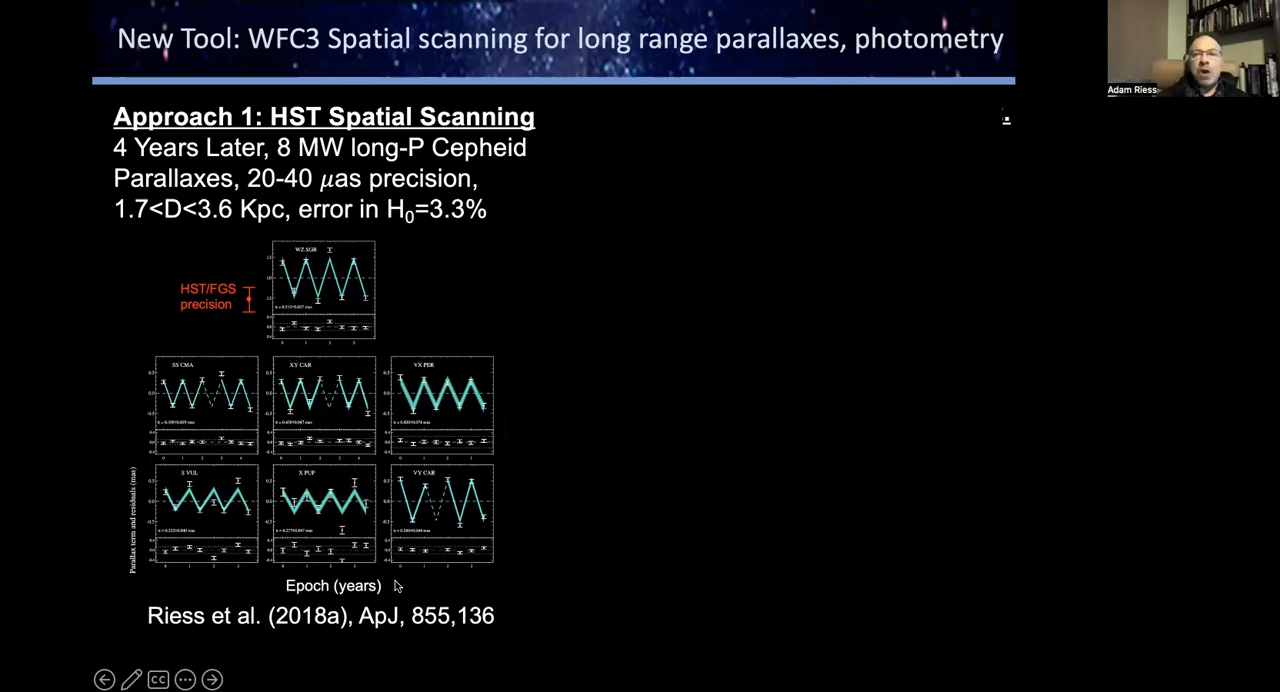 New Tool: WFC3 Spatial scanning for long range parallaxes, photometry
Adam Riess
Approach 1: HST Spatial Scanning
4 Years Later, 8 MW long-P Cepheid
Parallaxes, 20-40 μas precision,
1.7<D<3.6 Kpc, error in H₀=3.3%
HST/FGS
precision
WZ SGR
SS CMA
XY CAR
VX PER
S VUL
X PUP
VY CAR
Parallax term and residuals (mas)
Epoch (years)
Riess et al. (2018a), ApJ, 855,136
CC